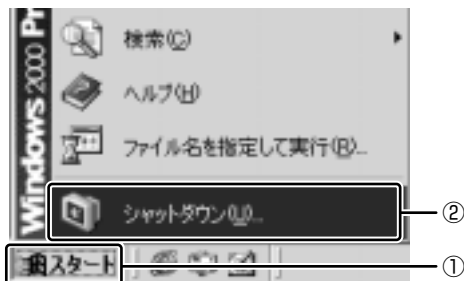 Windows 2000 Pr
検索(C)
ヘルプ(H)
ファイル名を指定して実行(R)...
シャットダウン(U)...
②
スタート
①